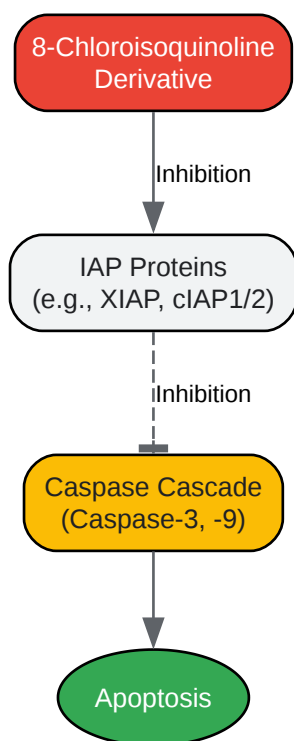 8-Chloroisoquinoline
Derivative
Inhibition
IAP Proteins
(e.g., XIAP, cIAP1/2)
Inhibition
Caspase Cascade
(Caspase-3, -9)
Apoptosis